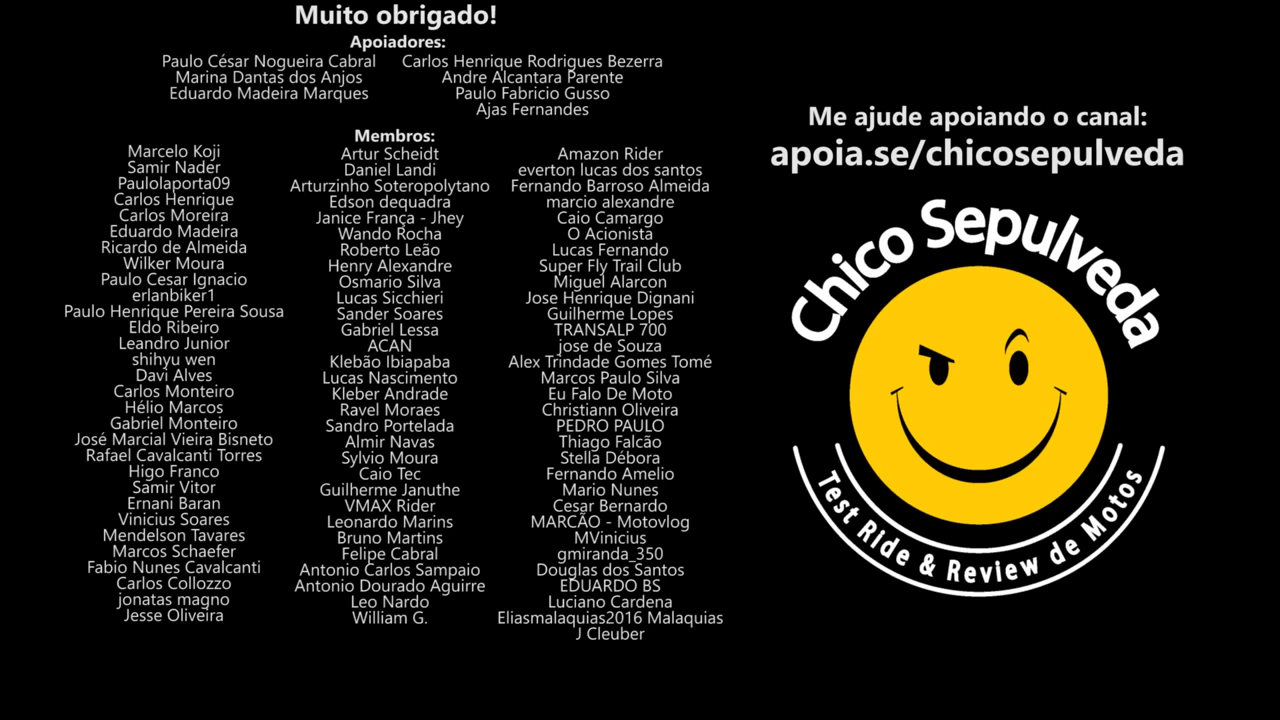 Muito obrigado!
Apoiadores:
Paulo César Nogueira Cabral
Marina Dantas dos Anjos
Eduardo Madeira Marques
Carlos Henrique Rodrigues Bezerra
Andre Alcantara Parente
Paulo Fabricio Gusso
Ajas Fernandes
Membros:
Marcelo Koji
Samir Nader
Paulolaporta09
Carlos Henrique
Carlos Moreira
Eduardo Madeira
Ricardo de Almeida
Wilker Moura
Paulo Cesar Ignacio
erlanbiker1
Paulo Henrique Pereira Sousa
Eldo Ribeiro
Leandro Junior
shihyu wen
Davi Alves
Carlos Monteiro
Hélio Marcos
Gabriel Monteiro
José Marcial Vieira Bisneto
Rafael Cavalcanti Torres
Higo Franco
Samir Vitor
Ernani Baran
Vinicius Soares
Mendelson Tavares
Marcos Schaefer
Fabio Nunes Cavalcanti
Carlos Collozzo
jonatas magno
Jesse Oliveira
Artur Scheidt
Daniel Landi
Arturzinho Soteropolytano
Edson dequadra
Janice França - Jhey
Wando Rocha
Roberto Leão
Henry Alexandre
Osmario Silva
Lucas Sicchieri
Sander Soares
Gabriel Lessa
ACAN
Klebão Ibiapaba
Lucas Nascimento
Kleber Andrade
Ravel Moraes
Sandro Portelada
Almir Navas
Sylvio Moura
Caio Tec
Guilherme Januthe
VMAX Rider
Leonardo Marins
Bruno Martins
Felipe Cabral
Antonio Carlos Sampaio
Antonio Dourado Aguirre
Leo Nardo
William G.
Amazon Rider
everton lucas dos santos
Fernando Barroso Almeida
marcio alexandre
Caio Camargo
O Acionista
Lucas Fernando
Super Fly Trail Club
Miguel Alarcon
Jose Henrique Dignani
Guilherme Lopes
TRANSALP 700
jose de Souza
Alex Trindade Gomes Tomé
Marcos Paulo Silva
Eu Falo De Moto
Christiann Oliveira
PEDRO PAULO
Thiago Falcão
Stella Débora
Fernando Amelio
Mario Nunes
Cesar Bernardo
MARCÃO - Motovlog
MVinicius
gmiranda_350
Douglas dos Santos
EDUARDO BS
Luciano Cardena
Eliasmalaquias2016 Malaquias
J Cleuber
Me ajude apoiando o canal:
apoia.se/chicosepulveda
Chico Sepulveda
Test Ride & Review de Motos